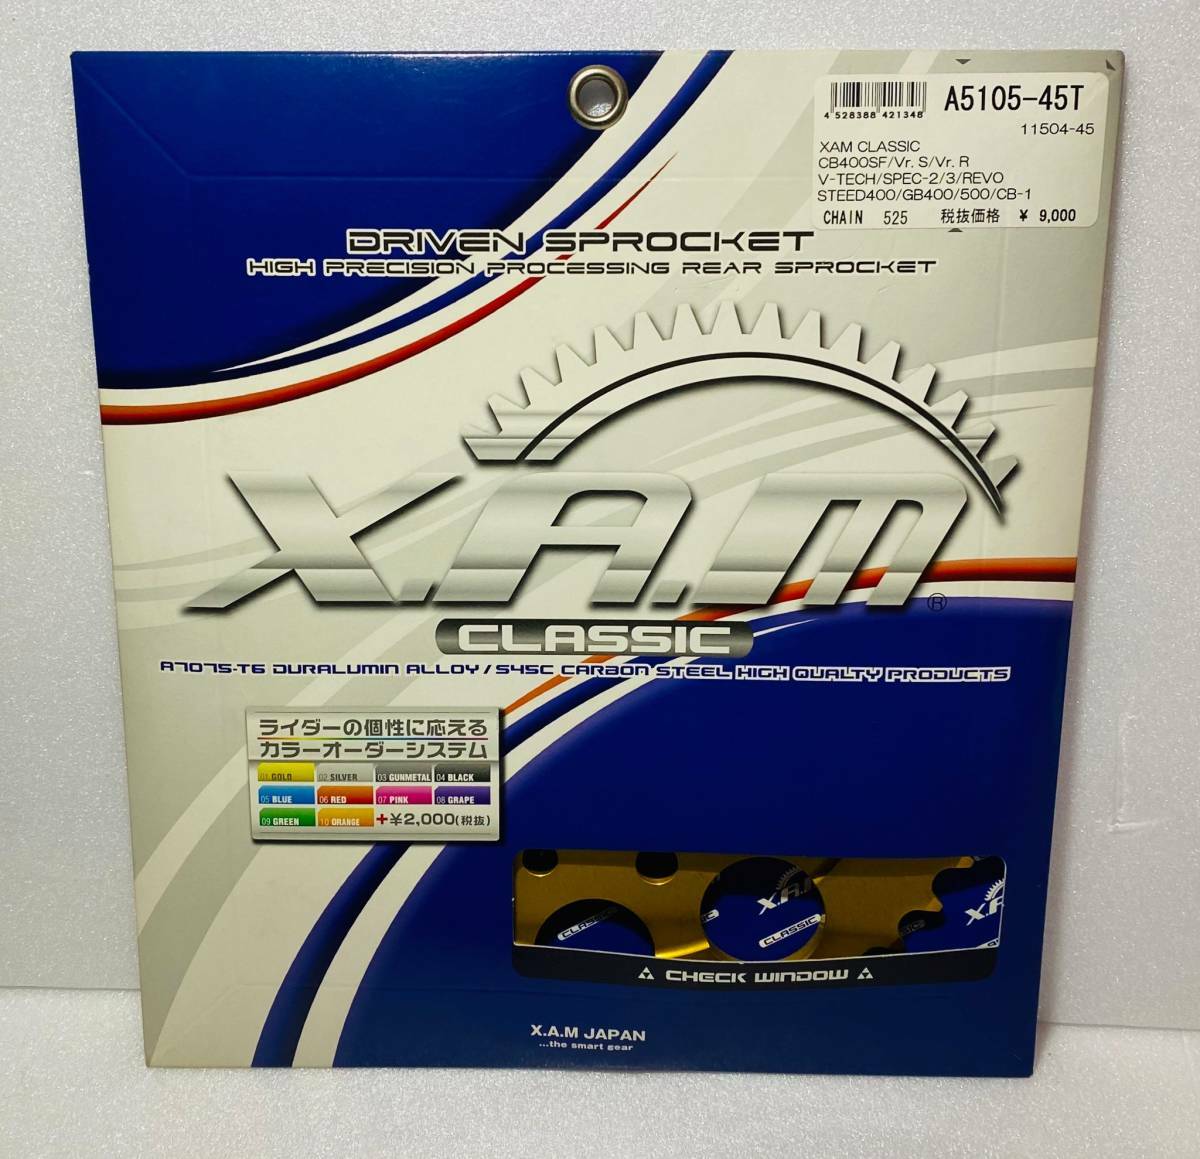 A5105-45T
4 528388 421348
11504-45
XAM CLASSIC
CB400SF/Vr. S/Vr. R
V-TECH/SPEC-2/3/REVO
STEED400/GB400/500/CB-1
CHAIN 525 税抜価格 ¥ 9,000
DRIVEN SPROCKET
HIGH PRECISION PROCESSING REAR SPROCKET
X.A.M
®
CLASSIC
A7075-T6 DURALUMIN ALLOY/S45C CARBON STEEL HIGH QUALTY PRODUCTS
ライダーの個性に応える
カラーオーダーシステム
01 GOLD 02 SILVER 03 GUNMETAL 04 BLACK
05 BLUE 06 RED 07 PINK 08 GRAPE
09 GREEN 10 ORANGE +¥2,000(税抜)
X.A.
X.A
CLASSIC
SSIC
CLASSIC
CHECK WINDOW
X.A.M JAPAN
...the smart gear